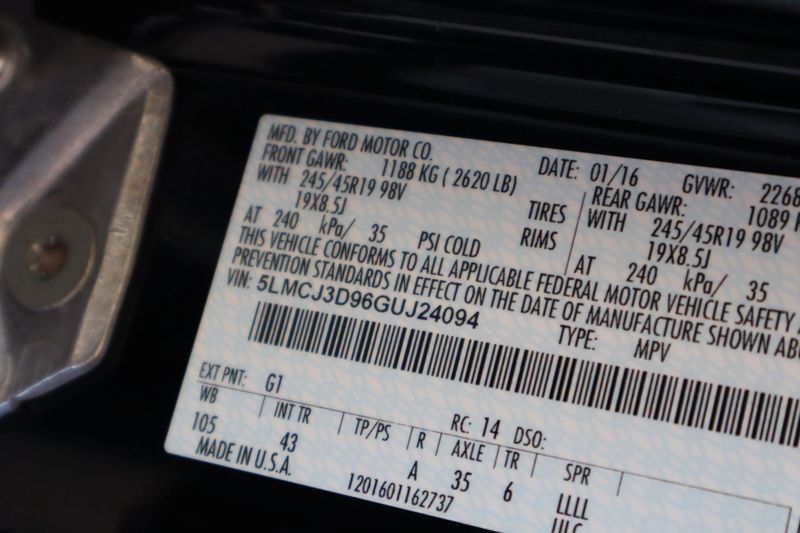 MFD. BY FORD MOTOR CO. DATE: 01/16 GVWR: 2268
FRONT GAWR: 1188 KG ( 2620 LB) REAR GAWR: 1089
WITH 245/45R19 98V TIRES WITH 245/45R19 98V
19X8.5J RIMS 19X8.5J
AT 240 kPa/ 35 PSI COLD AT 240 kPa/ 35
THIS VEHICLE CONFORMS TO ALL APPLICABLE FEDERAL MOTOR VEHICLE SAFETY
PREVENTION STANDARDS IN EFFECT ON THE DATE OF MANUFACTURE SHOWN
VIN: 5LMCJ3D96GUJ24094
TYPE: MPV
EXT PNT: G1 RC: 14 DSO:
WB INT TR TP/PS R AXLE TR SPR
105 43 A 35 6 LLLL
MADE IN U.S.A. 1201601162737